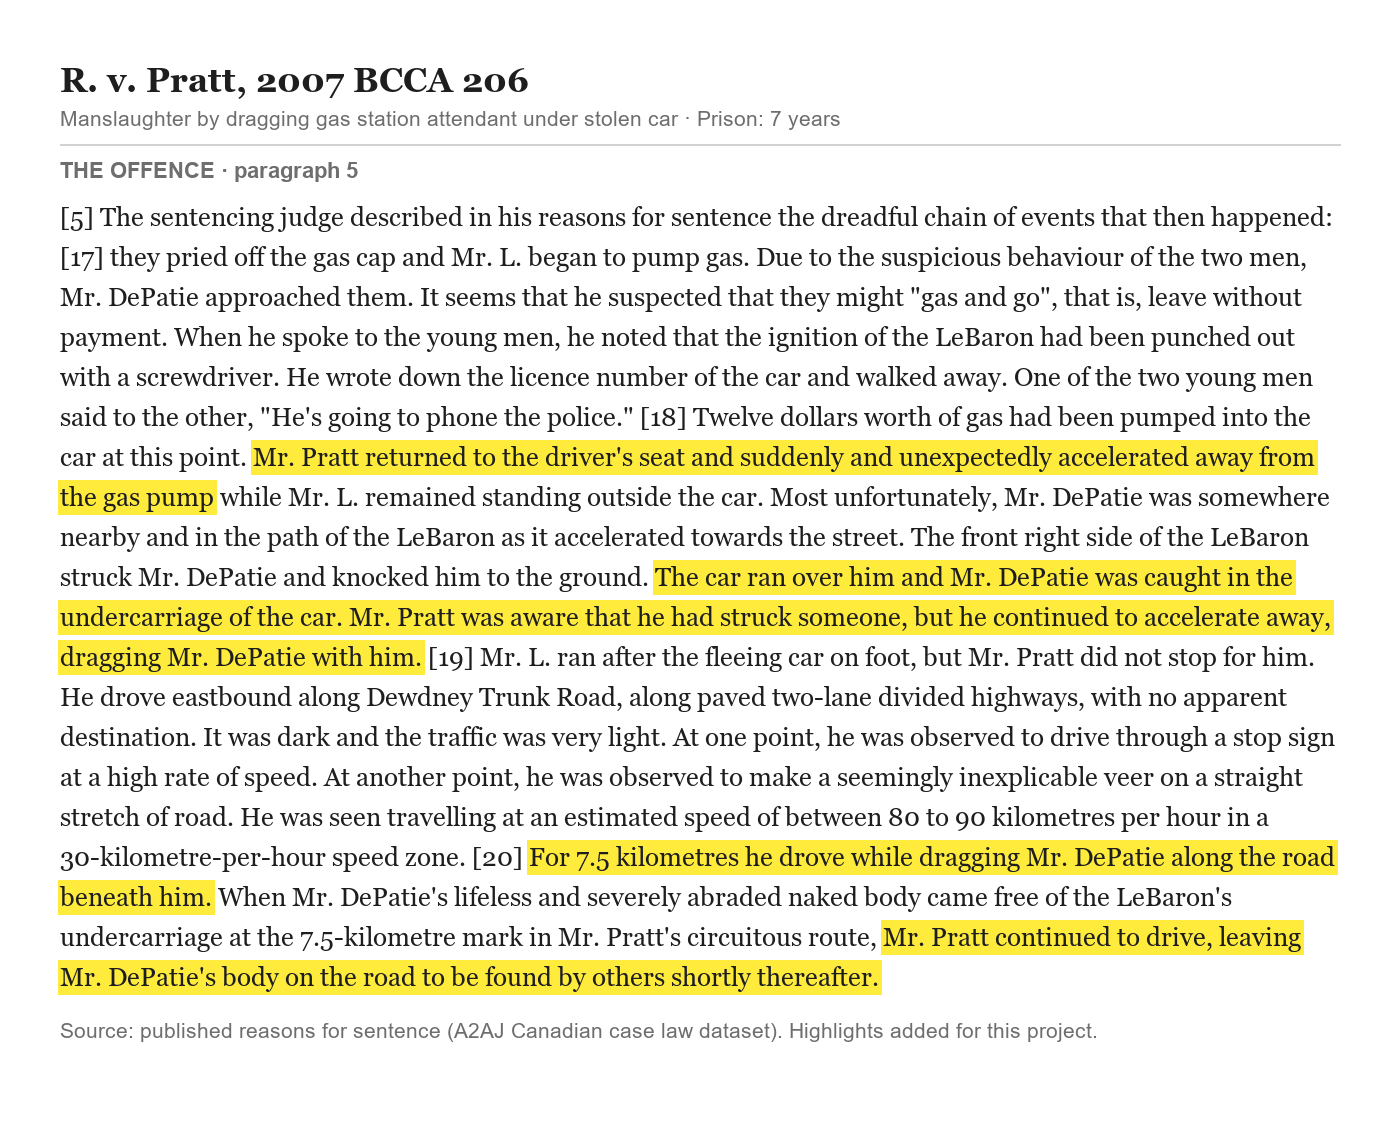 R. v. Pratt, 2007 BCCA 206
Manslaughter by dragging gas station attendant under stolen car · Prison: 7 years
THE OFFENCE · paragraph 5
[5] The sentencing judge described in his reasons for sentence the dreadful chain of events that then happened:
[17] they pried off the gas cap and Mr. L. began to pump gas. Due to the suspicious behaviour of the two men,
Mr. DePatie approached them. It seems that he suspected that they might "gas and go", that is, leave without
payment. When he spoke to the young men, he noted that the ignition of the LeBaron had been punched out
with a screwdriver. He wrote down the licence number of the car and walked away. One of the two young men
said to the other, "He's going to phone the police." [18] Twelve dollars worth of gas had been pumped into the
car at this point. Mr. Pratt returned to the driver's seat and suddenly and unexpectedly accelerated away from
the gas pump while Mr. L. remained standing outside the car. Most unfortunately, Mr. DePatie was somewhere
nearby and in the path of the LeBaron as it accelerated towards the street. The front right side of the LeBaron
struck Mr. DePatie and knocked him to the ground. The car ran over him and Mr. DePatie was caught in the
undercarriage of the car. Mr. Pratt was aware that he had struck someone, but he continued to accelerate away,
dragging Mr. DePatie with him. [19] Mr. L. ran after the fleeing car on foot, but Mr. Pratt did not stop for him.
He drove eastbound along Dewdney Trunk Road, along paved two-lane divided highways, with no apparent
destination. It was dark and the traffic was very light. At one point, he was observed to drive through a stop sign
at a high rate of speed. At another point, he was observed to make a seemingly inexplicable veer on a straight
stretch of road. He was seen travelling at an estimated speed of between 80 to 90 kilometres per hour in a
30-kilometre-per-hour speed zone. [20] For 7.5 kilometres he drove while dragging Mr. DePatie along the road
beneath him. When Mr. DePatie's lifeless and severely abraded naked body came free of the LeBaron's
undercarriage at the 7.5-kilometre mark in Mr. Pratt's circuitous route, Mr. Pratt continued to drive, leaving
Mr. DePatie's body on the road to be found by others shortly thereafter.
Source: published reasons for sentence (A2AJ Canadian case law dataset). Highlights added for this project.